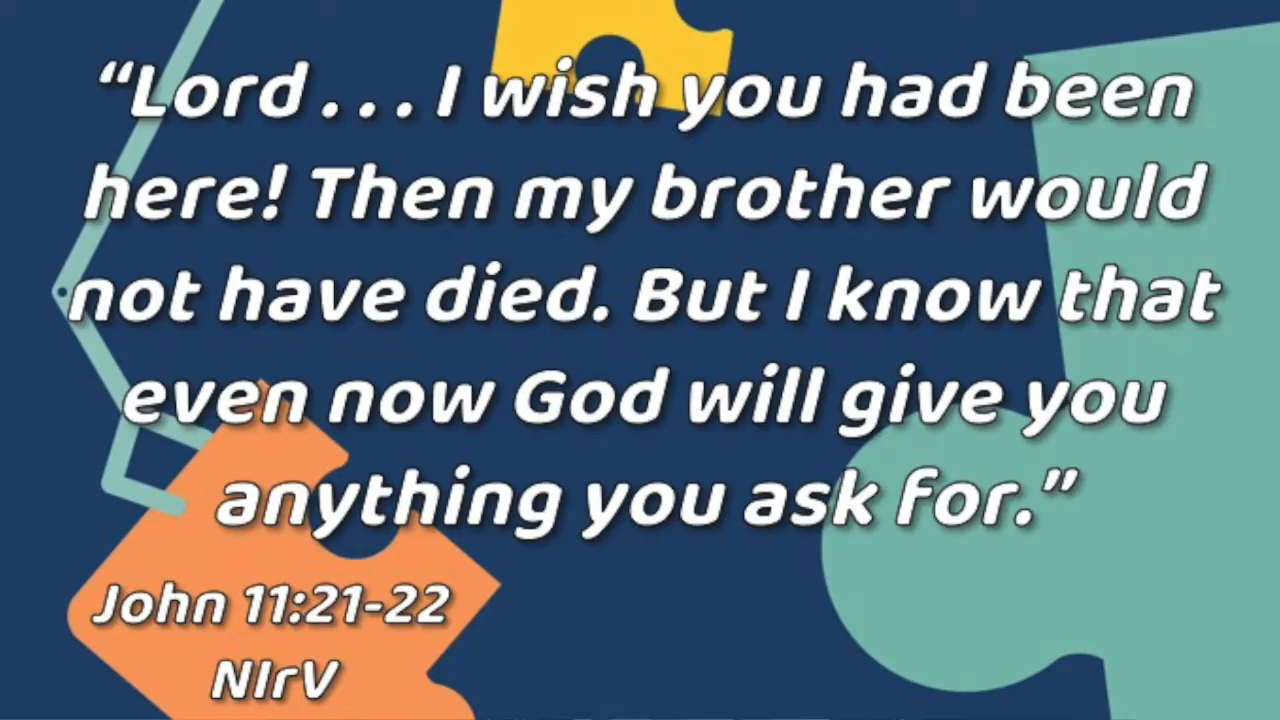 “Lord . . . I wish you had been
here! Then my brother would
not have died. But I know that
even now God will give you
anything you ask for.”
John 11:21-22
NIrV